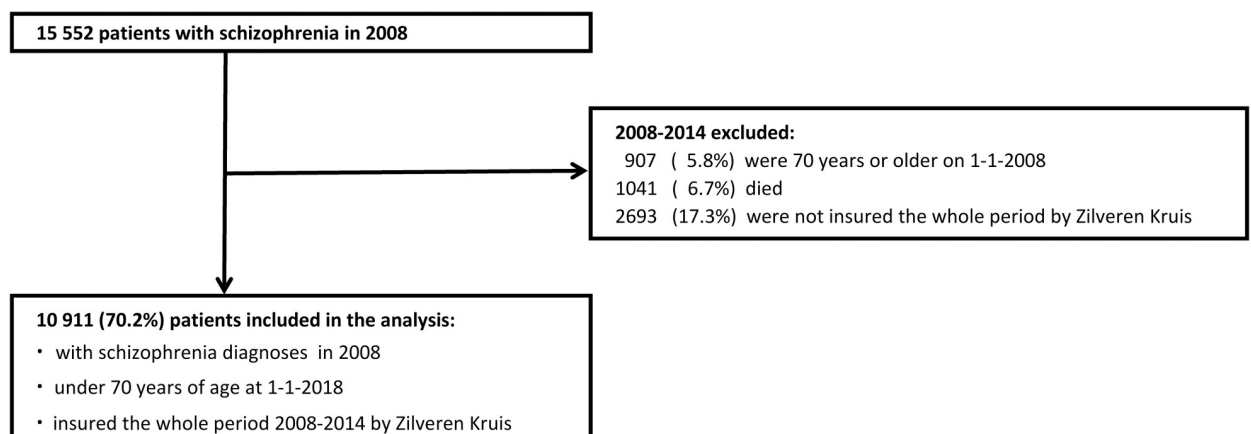 15 552 patients with schizophrenia in 2008
2008-2014 excluded:
907 ( 5.8%) were 70 years or older on 1-1-2008
1041 ( 6.7%) died
2693 (17.3%) were not insured the whole period by Zilveren Kruis
10 911 (70.2%) patients included in the analysis:
• with schizophrenia diagnoses in 2008
• under 70 years of age at 1-1-2018
• insured the whole period 2008-2014 by Zilveren Kruis